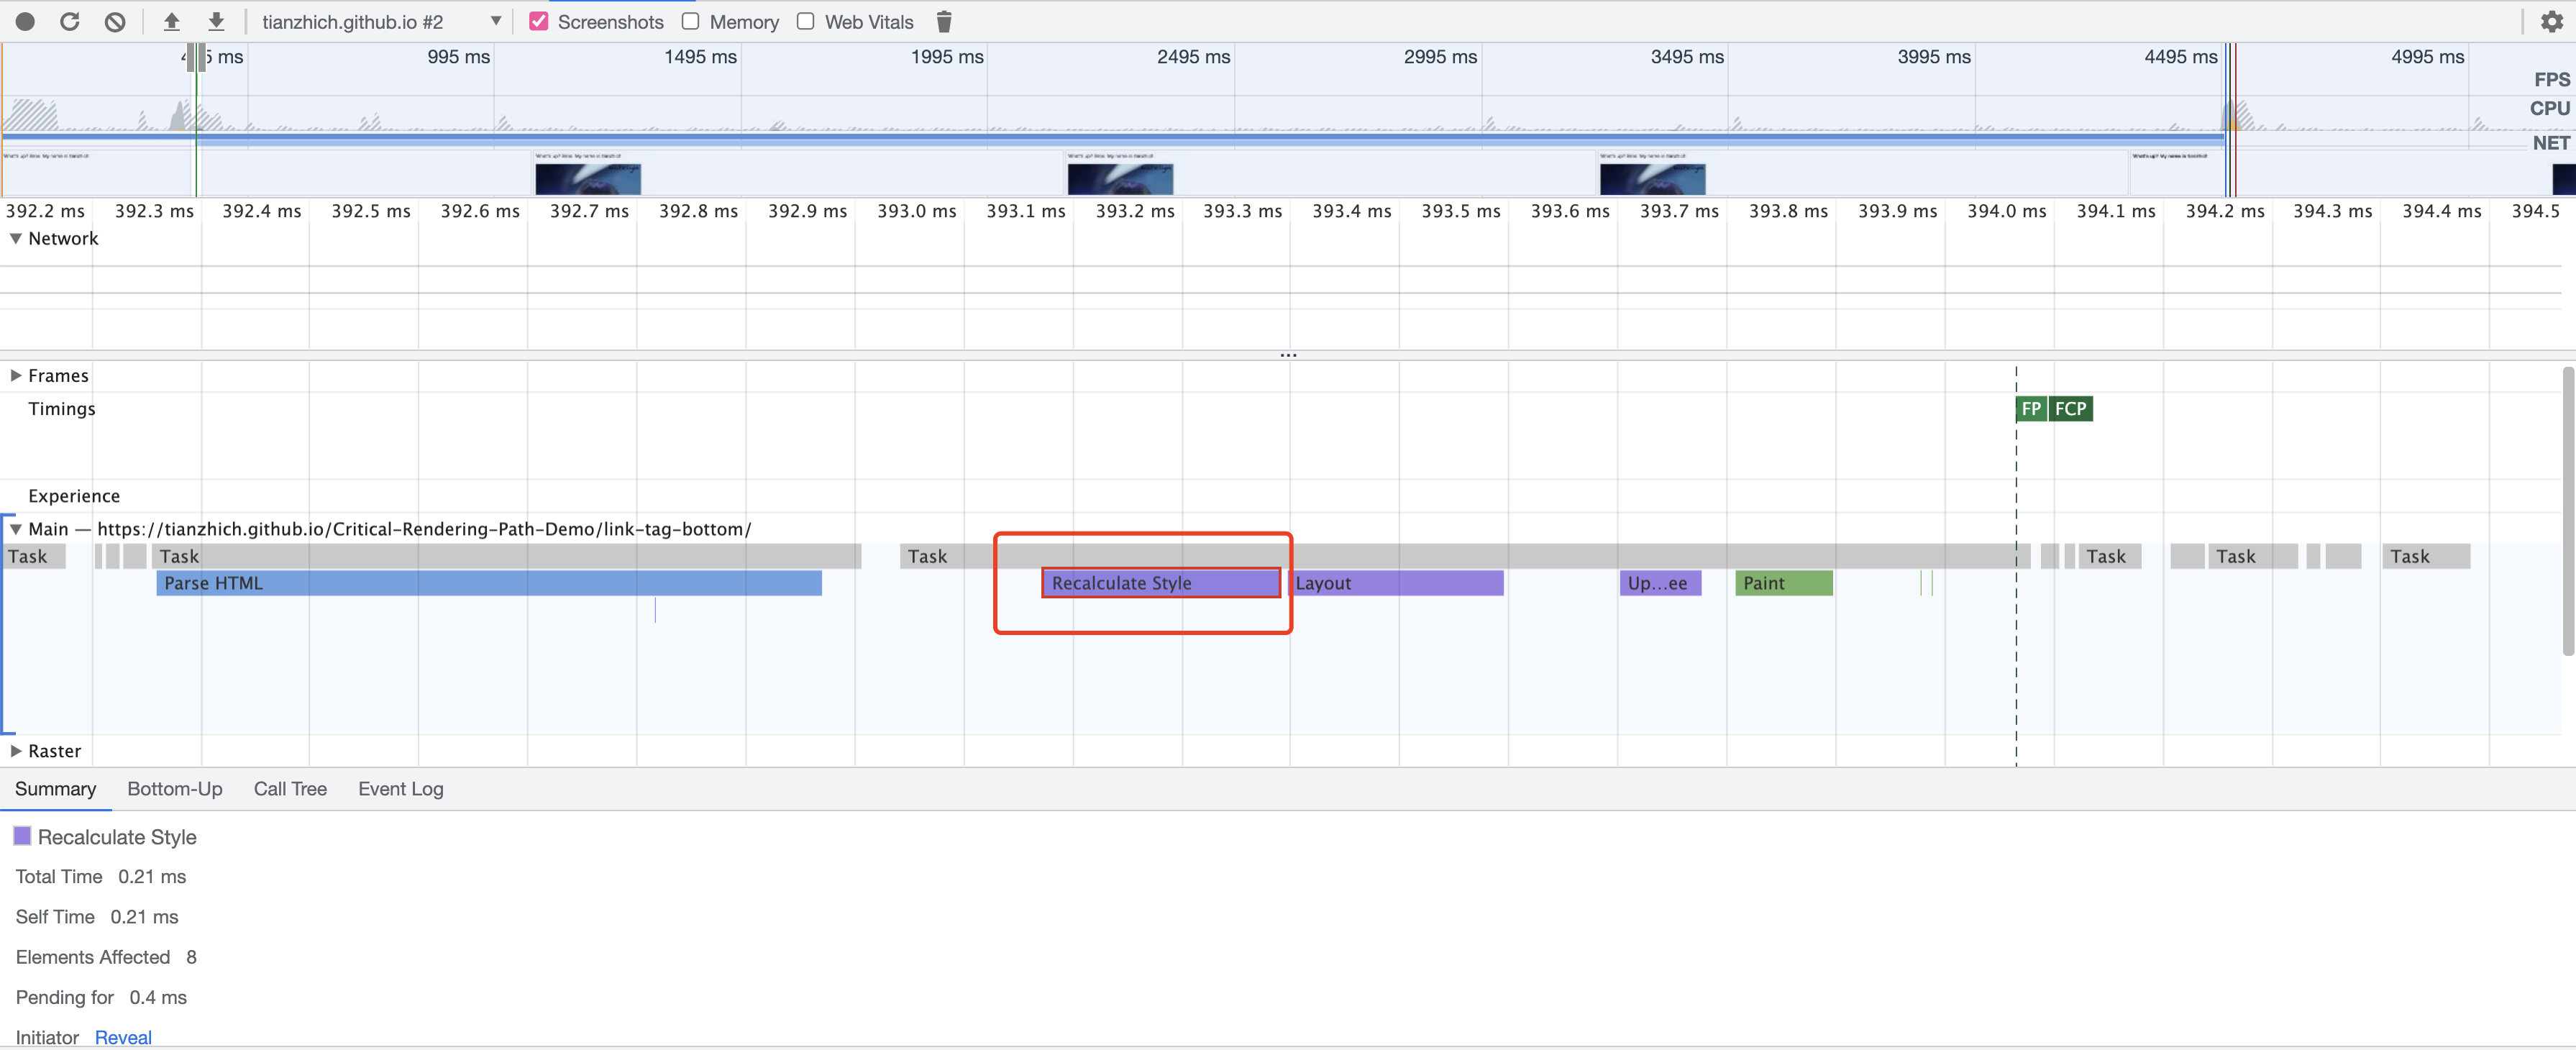 tianzhich.github.io #2 Screenshots Memory Web Vitals
ms 995 ms 1495 ms 1995 ms 2495 ms 2995 ms 3495 ms 3995 ms 4495 ms 4995 ms
FPS
CPU
NET
392.2 ms 392.3 ms 392.4 ms 392.5 ms 392.6 ms 392.7 ms 392.8 ms 392.9 ms 393.0 ms 393.1 ms 393.2 ms 393.3 ms 393.4 ms 393.5 ms 393.6 ms 393.7 ms 393.8 ms 393.9 ms 394.0 ms 394.1 ms 394.2 ms 394.3 ms 394.4 ms 394.5
Network
...
Frames
Timings FP FCP
Experience
Main — https://tianzhich.github.io/Critical-Rendering-Path-Demo/link-tag-bottom/
Task Task Task Task Task Task
Parse HTML Recalculate Style Layout Up...ee Paint
Raster
Summary Bottom-Up Call Tree Event Log
Recalculate Style
Total Time 0.21 ms
Self Time 0.21 ms
Elements Affected 8
Pending for 0.4 ms
Initiator Reveal